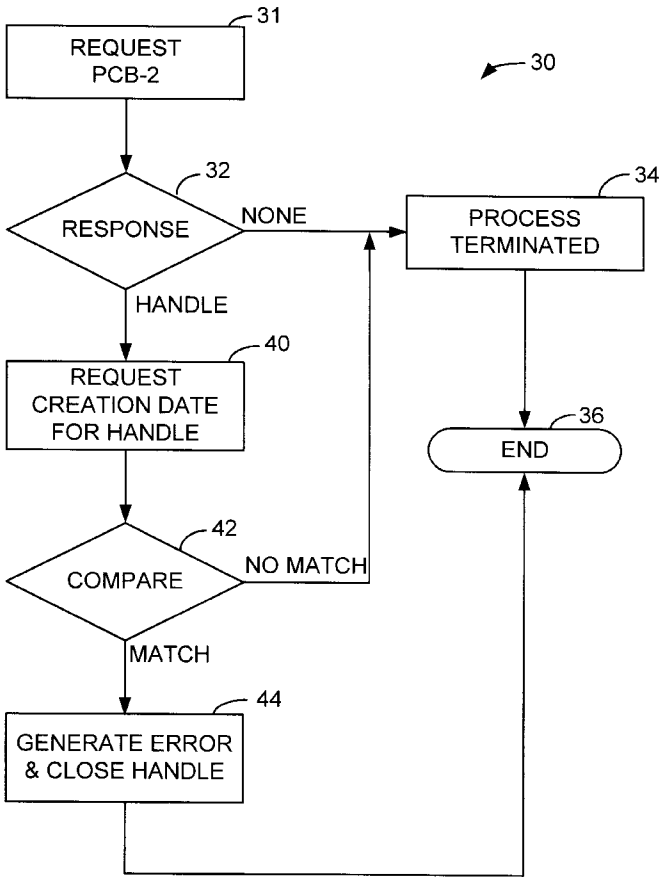 31
REQUEST
PCB-2
30
32
RESPONSE
NONE
34
PROCESS
TERMINATED
HANDLE
40
REQUEST
CREATION DATE
FOR HANDLE
36
END
42
COMPARE
NO MATCH
MATCH
44
GENERATE ERROR
& CLOSE HANDLE